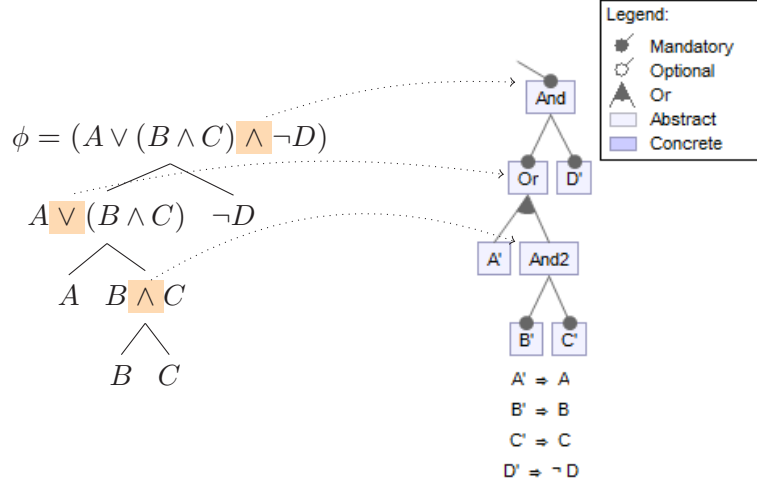 Legend:
Mandatory
Optional
Or
Abstract
Concrete
And
ϕ = (A ∨ (B ∧ C) ∧ ¬D)
Or D'
A ∨ (B ∧ C) ¬D
A' And2
A B ∧ C
B' C'
B C
A' ⇒ A
B' ⇒ B
C' ⇒ C
D' ⇒ ¬ D